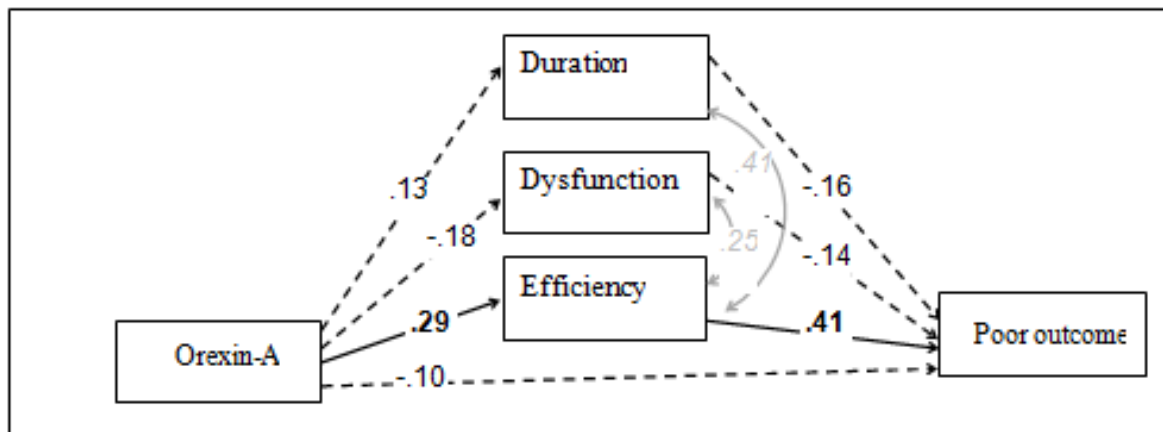 Duration
.41
.13
-.16
Dysfunction
-.18
.25
-.14
Efficiency
.29
.41
Orexin-A
Poor outcome
-.10